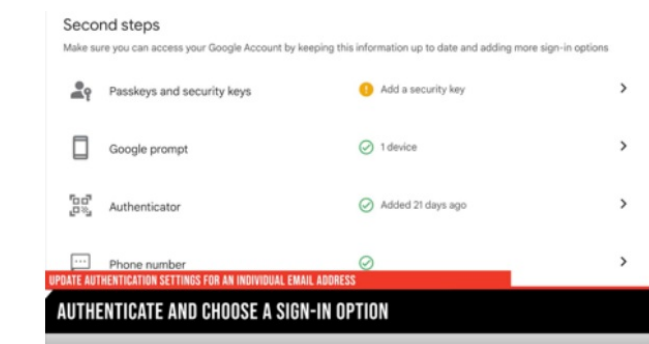 Second steps
Make sure you can access your Google Account by keeping this information up to date and adding more sign-in options
Passkeys and security keys
Add a security key
Google prompt
1 device
Authenticator
Added 21 days ago
Phone number
UPDATE AUTHENTICATION SETTINGS FOR AN INDIVIDUAL EMAIL ADDRESS
AUTHENTICATE AND CHOOSE A SIGN-IN OPTION